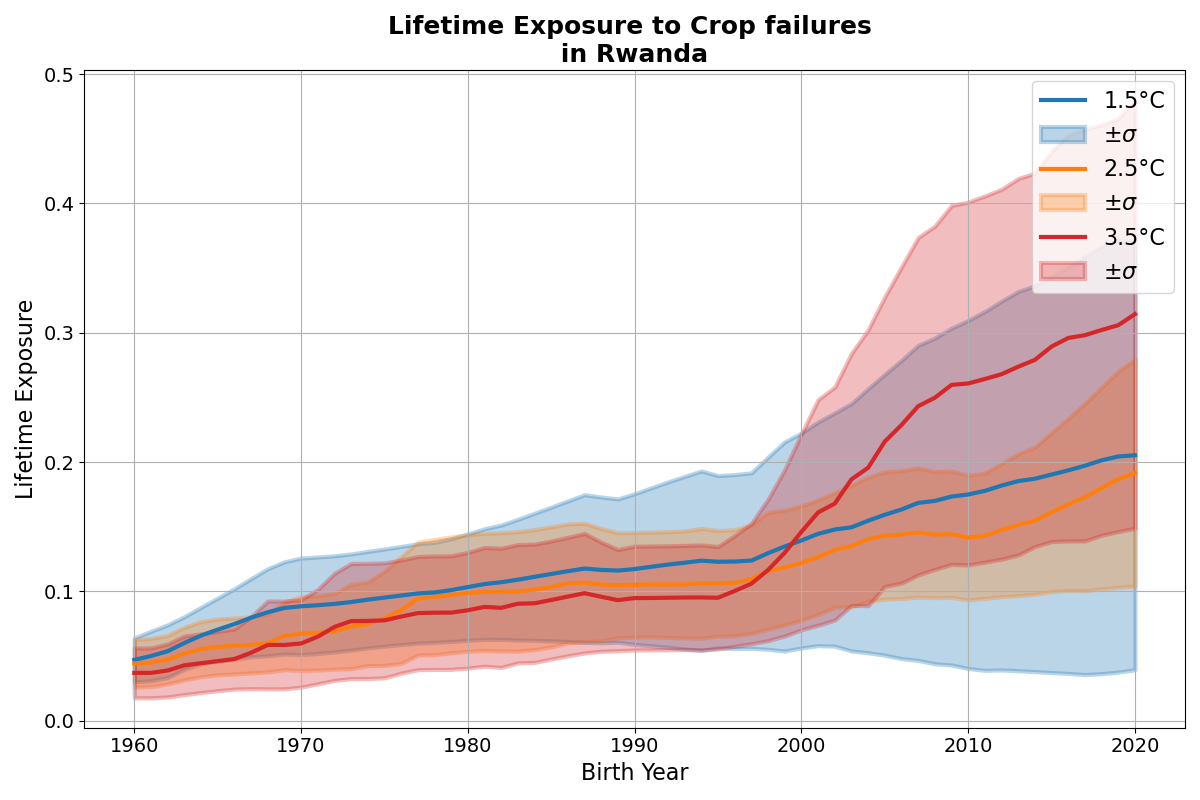 Lifetime Exposure to Crop failures
in Rwanda
0.5
0.4
0.3
0.2
0.1
0.0
Lifetime Exposure
1.5°C
±σ
2.5°C
±σ
3.5°C
±σ
1960 1970 1980 1990 2000 2010 2020
Birth Year